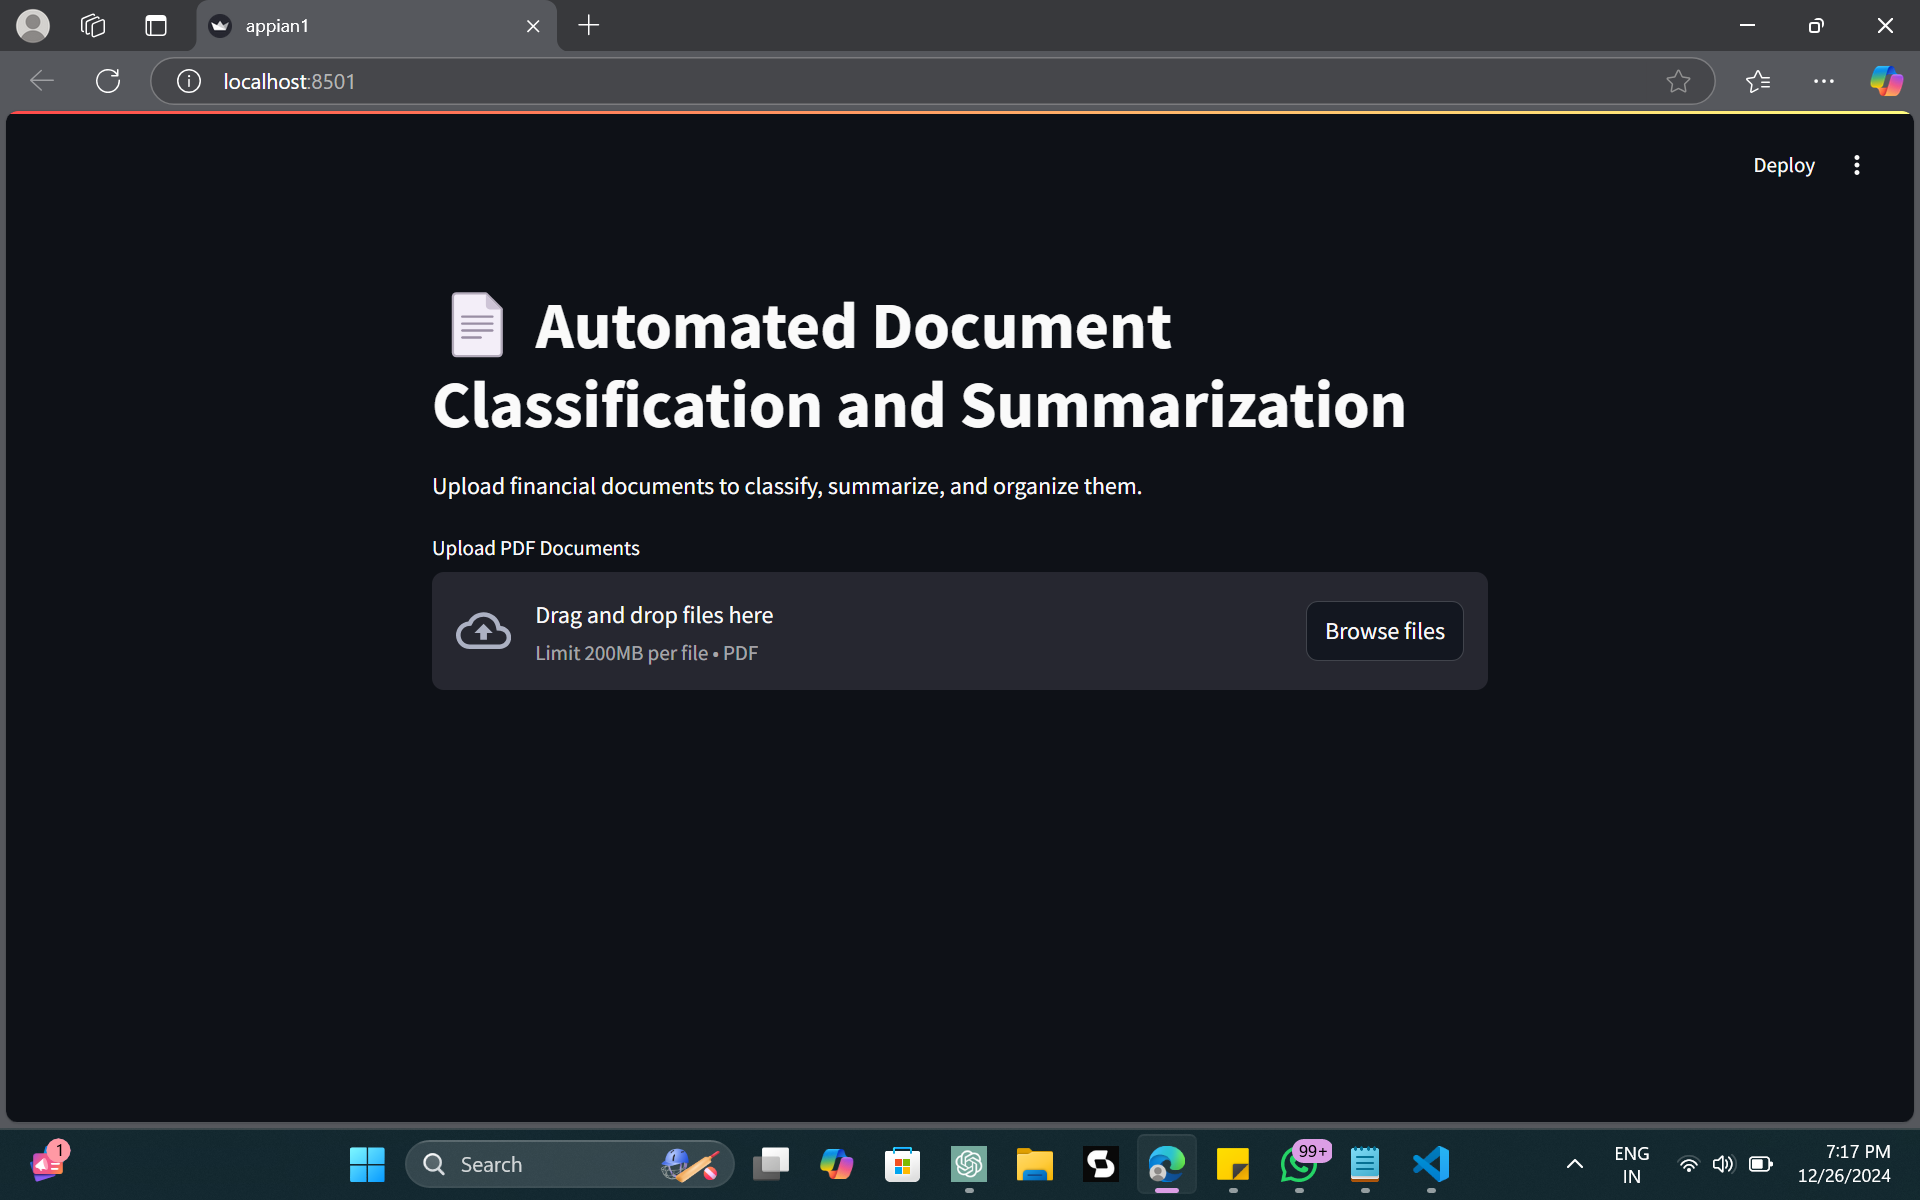 appian1
localhost:8501
Deploy
Automated Document
Classification and Summarization
Upload financial documents to classify, summarize, and organize them.
Upload PDF Documents
Drag and drop files here
Limit 200MB per file • PDF
Browse files
1
Search
99+
ENG
IN
7:17 PM
12/26/2024